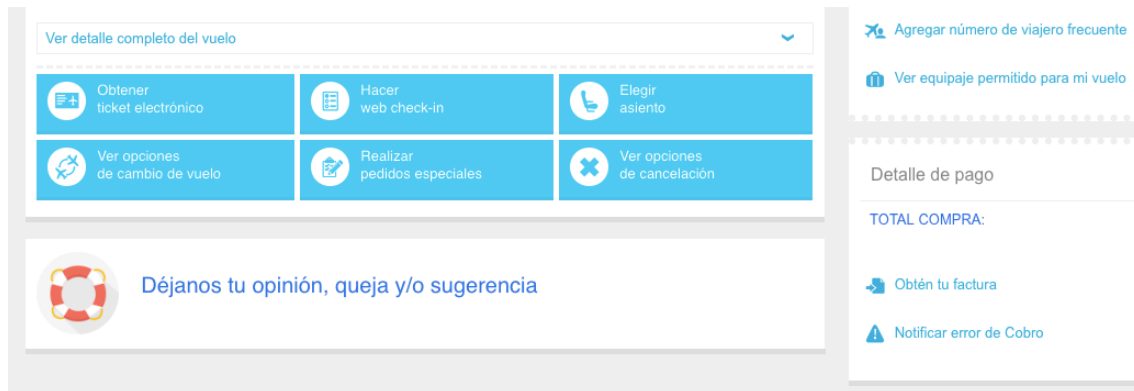 Ver detalle completo del vuelo
Obtener
ticket electrónico
Hacer
web check-in
Elegir
asiento
Ver opciones
de cambio de vuelo
Realizar
pedidos especiales
Ver opciones
de cancelación
Déjanos tu opinión, queja y/o sugerencia
Agregar número de viajero frecuente
Ver equipaje permitido para mi vuelo
Detalle de pago
TOTAL COMPRA:
Obtén tu factura
Notificar error de Cobro